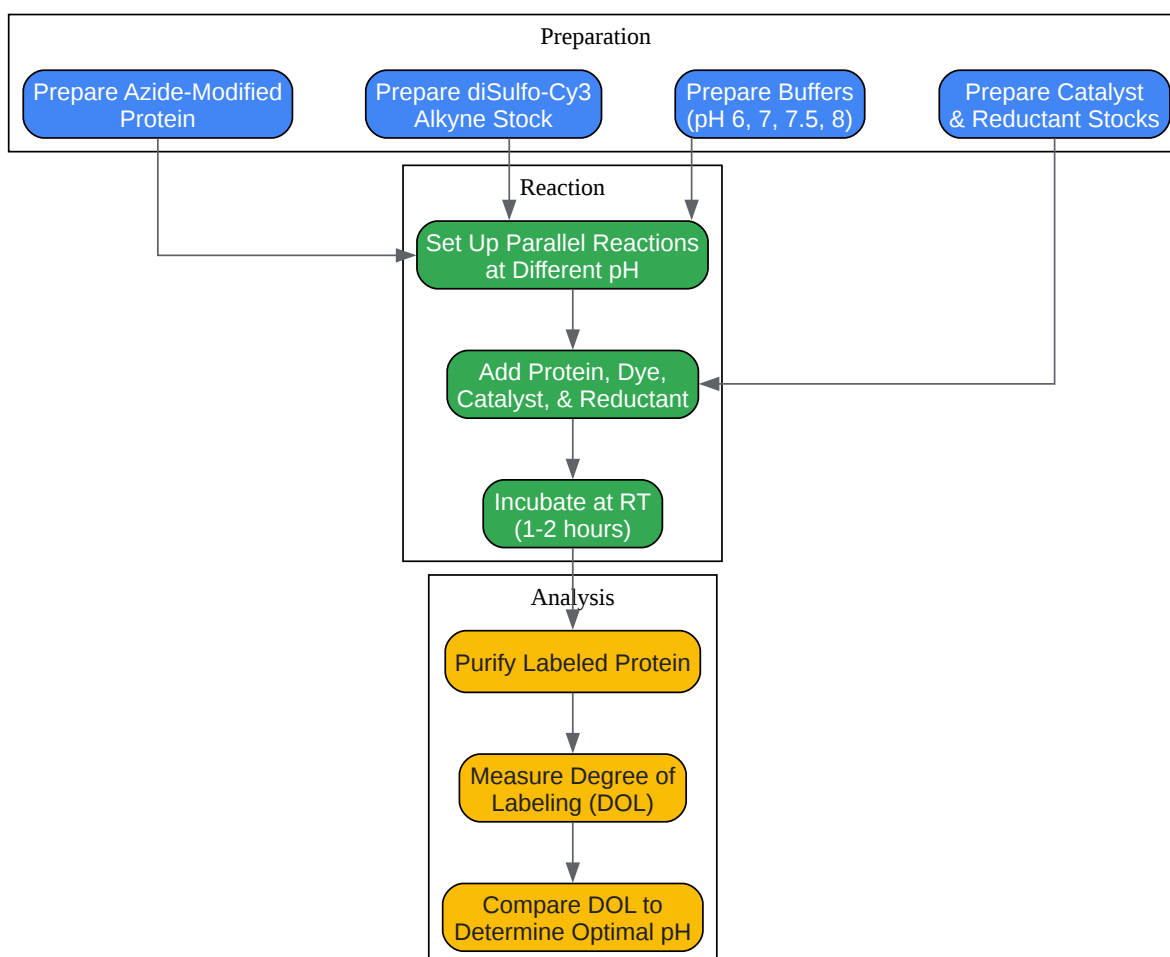 Preparation
Prepare Azide-Modified
Protein
Prepare diSulfo-Cy3
Alkyne Stock
Prepare Buffers
(pH 6, 7, 7.5, 8)
Prepare Catalyst
& Reductant Stocks
Reaction
Set Up Parallel Reactions
at Different pH
Add Protein, Dye,
Catalyst, & Reductant
Incubate at RT
(1-2 hours)
Analysis
Purify Labeled Protein
Measure Degree of
Labeling (DOL)
Compare DOL to
Determine Optimal pH